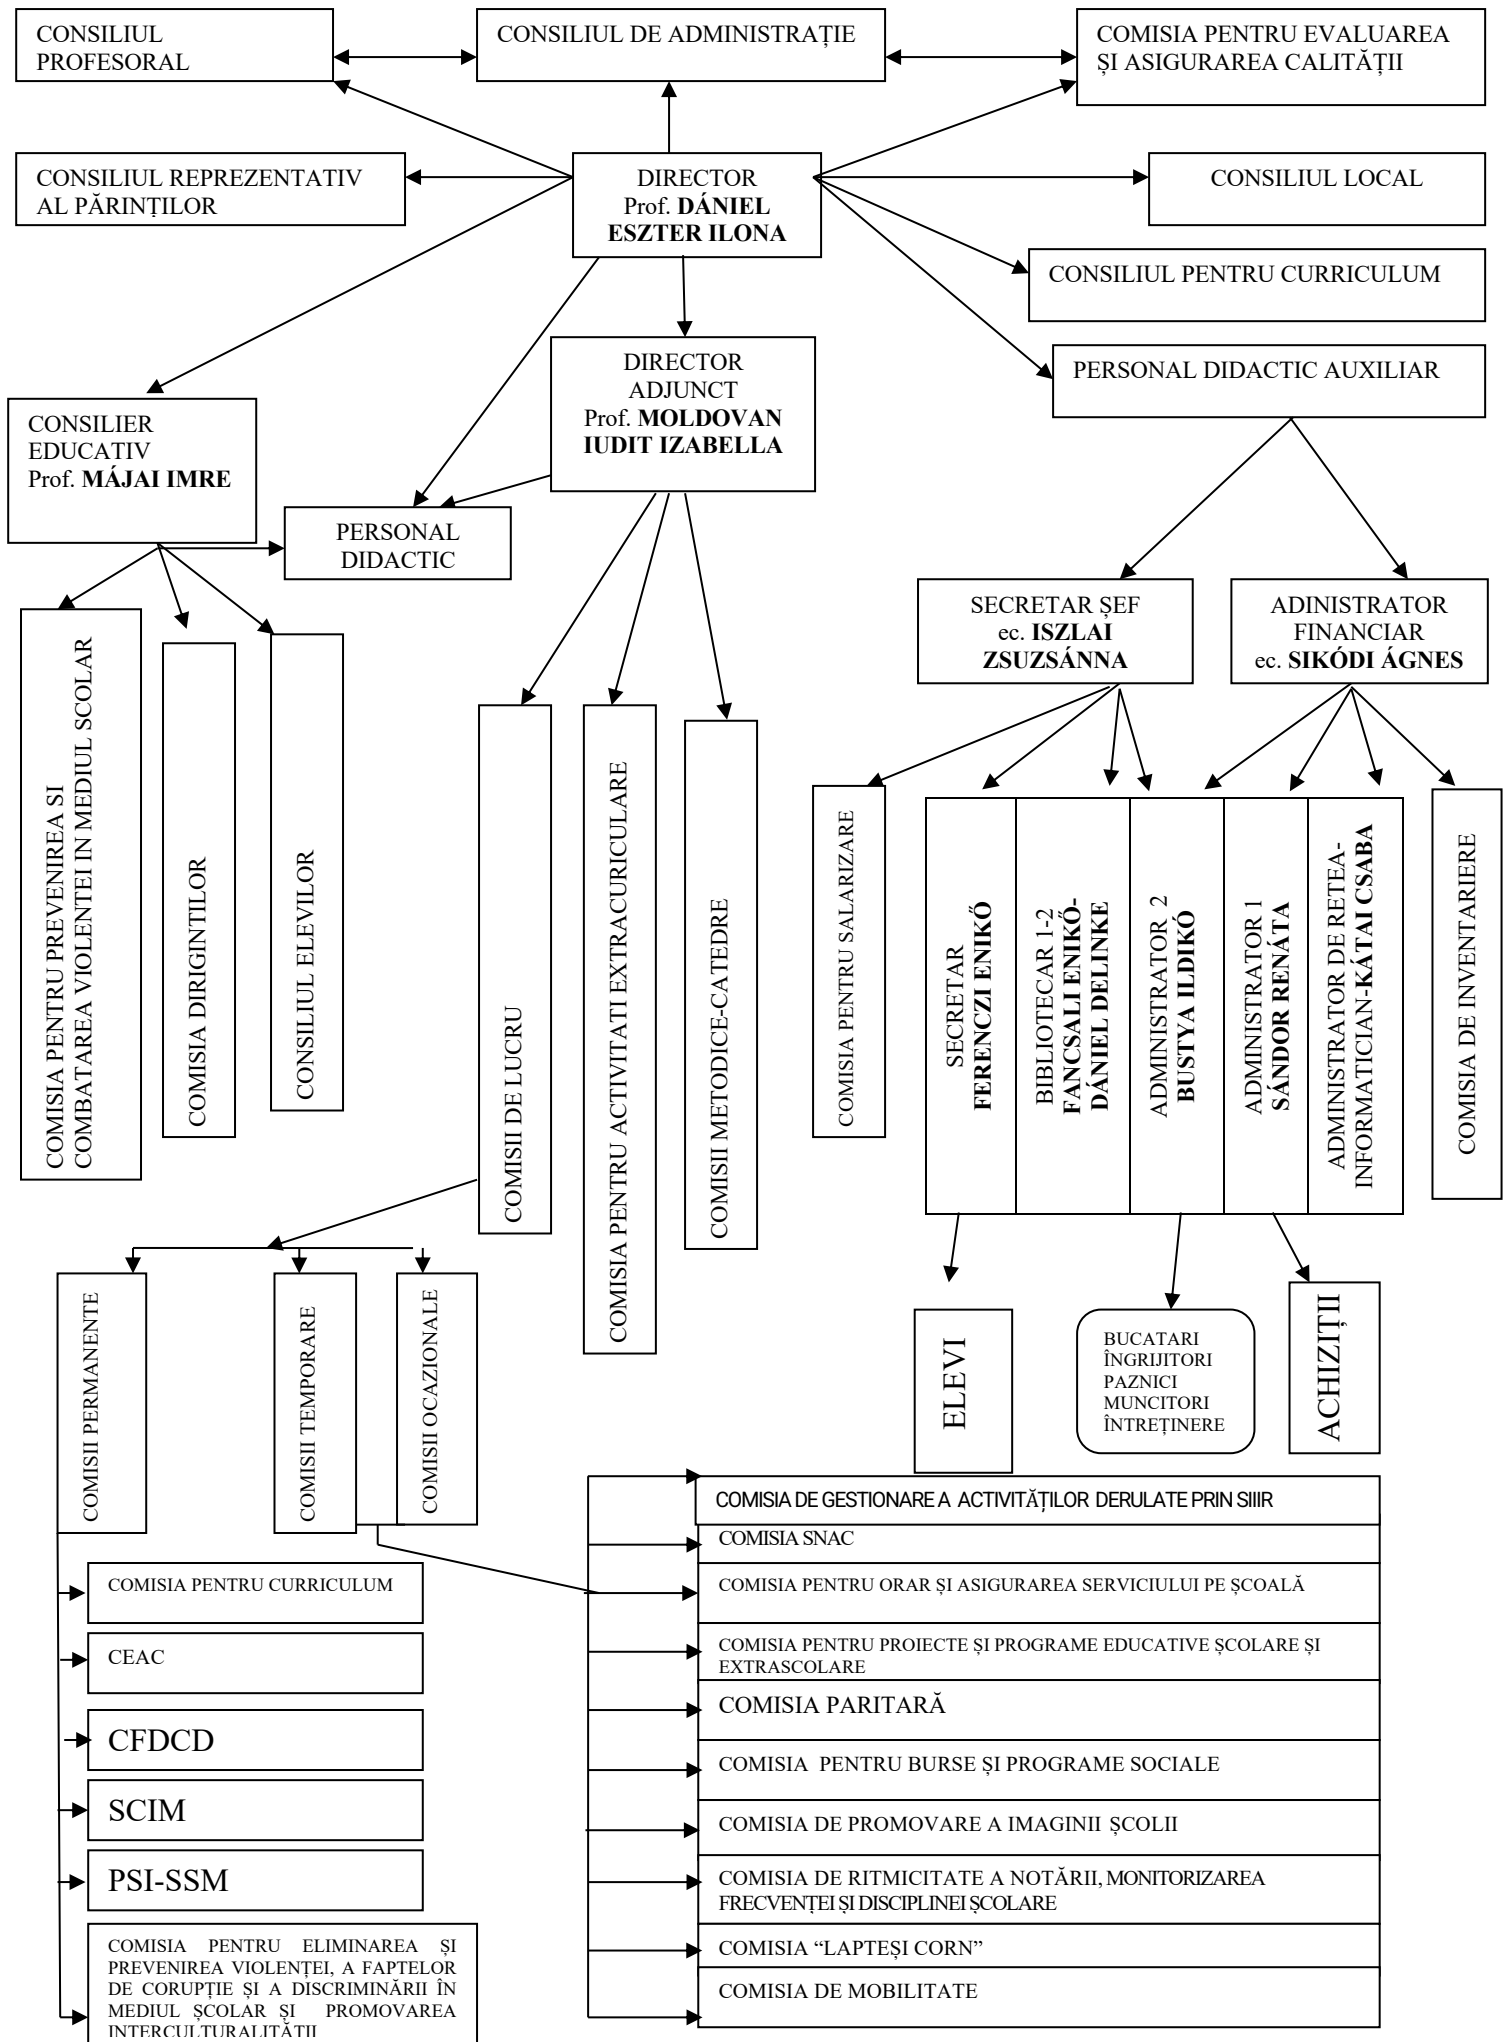 CONSILIUL
PROFESORAL
CONSILIUL DE ADMINISTRAȚIE
COMISIA PENTRU EVALUAREA
ȘI ASIGURAREA CALITĂȚII
CONSILIUL REPREZENTATIV
AL PĂRINȚILOR
DIRECTOR
Prof. DÁNIEL
ESZTER ILONA
CONSILIUL LOCAL
CONSILIUL PENTRU CURRICULUM
DIRECTOR
ADJUNCT
Prof. MOLDOVAN
IUDIT IZABELLA
PERSONAL DIDACTIC AUXILIAR
CONSILIER
EDUCATIV
Prof. MÁJAI IMRE
PERSONAL
DIDACTIC
SECRETAR ȘEF
ec. ISZLAI
ZSUZSÁNNA
ADINISTRATOR
FINANCIAR
ec. SIKÓDI ÁGNES
COMISIA PENTRU PREVENIREA SI
COMBATAREA VIOLENTEI IN MEDIUL SCOLAR
COMISIA DIRIGINTILOR
CONSILIUL ELEVILOR
COMISII DE LUCRU
COMISIA PENTRU ACTIVITATI EXTRACURICULARE
COMISII METODICE-CATEDRE
COMISIA PENTRU SALARIZARE
SECRETAR
FERENCZI ENIKŐ
BIBLIOTECAR 1-2
FANCSALI ENIKŐ-
DÁNIEL DELINKE
ADMINISTRATOR 2
BUSTYA ILDIKÓ
ADMINISTRATOR 1
SÁNDOR RENÁTA
ADMINISTRATOR DE RETEA-
INFORMATICIAN-KÁTAI CSABA
COMISIA DE INVENTARIERE
COMISII PERMANENTE
COMISII TEMPORARE
COMISII OCAZIONALE
ELEVI
BUCATARI
ÎNGRIJITORI
PAZNICI
MUNCITORI
ÎNTREȚINERE
ACHIZIȚII
COMISIA PENTRU CURRICULUM
CEAC
CFDCD
SCIM
PSI-SSM
COMISIA PENTRU ELIMINAREA ȘI
PREVENIREA VIOLENȚEI, A FAPTELOR
DE CORUPȚIE ȘI A DISCRIMINĂRII ÎN
MEDIUL ȘCOLAR ȘI PROMOVAREA
INTERCULTURALITĂȚII
COMISIA DE GESTIONARE A ACTIVITĂȚILOR DERULATE PRIN SIIIR
COMISIA SNAC
COMISIA PENTRU ORAR ȘI ASIGURAREA SERVICIULUI PE ȘCOALĂ
COMISIA PENTRU PROIECTE ȘI PROGRAME EDUCATIVE ȘCOLARE ȘI
EXTRASCOLARE
COMISIA PARITARĂ
COMISIA PENTRU BURSE ȘI PROGRAME SOCIALE
COMISIA DE PROMOVARE A IMAGINII ȘCOLII
COMISIA DE RITMICITATE A NOTĂRII, MONITORIZAREA
FRECVENȚEI ȘI DISCIPLINEI ȘCOLARE
COMISIA “LAPTEȘI CORN”
COMISIA DE MOBILITATE